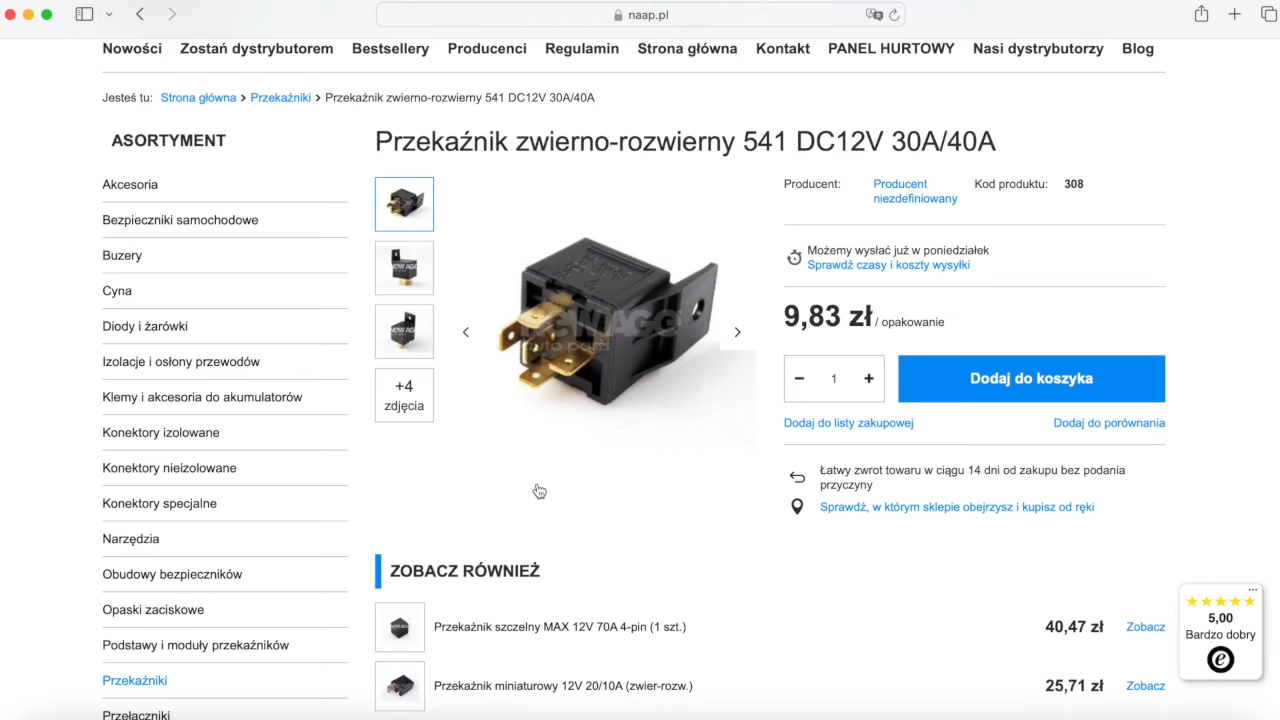 naap.pl
Nowości Zostań dystrybutorem Bestsellery Producenci Regulamin Strona główna Kontakt PANEL HURTOWY Nasi dystrybutorzy Blog
Jesteś tu: Strona główna > Przekaźniki > Przekaźnik zwierno-rozwierny 541 DC12V 30A/40A
ASORTYMENT
Akcesoria
Bezpieczniki samochodowe
Buzery
Cyna
Diody i żarówki
Izolacje i osłony przewodów
Klemy i akcesoria do akumulatorów
Konektory izolowane
Konektory nieizolowane
Konektory specjalne
Narzędzia
Obudowy bezpieczników
Opaski zaciskowe
Podstawy i moduły przekaźników
Przekaźniki
Przełączniki
Przekaźnik zwierno-rozwierny 541 DC12V 30A/40A
+4
zdjęcia
auto parts
Producent: Producent niezdefiniowany Kod produktu: 308
Możemy wysłać już w poniedziałek
Sprawdź czasy i koszty wysyłki
9,83 zł / opakowanie
− 1 + Dodaj do koszyka
Dodaj do listy zakupowej Dodaj do porównania
Łatwy zwrot towaru w ciągu 14 dni od zakupu bez podania
przyczyny
Sprawdź, w którym sklepie obejrzysz i kupisz od ręki
ZOBACZ RÓWNIEŻ
Przekaźnik szczelny MAX 12V 70A 4-pin (1 szt.) 40,47 zł Zobacz
Przekaźnik miniaturowy 12V 20/10A (zwier-rozw.) 25,71 zł Zobacz
5,00
Bardzo dobry